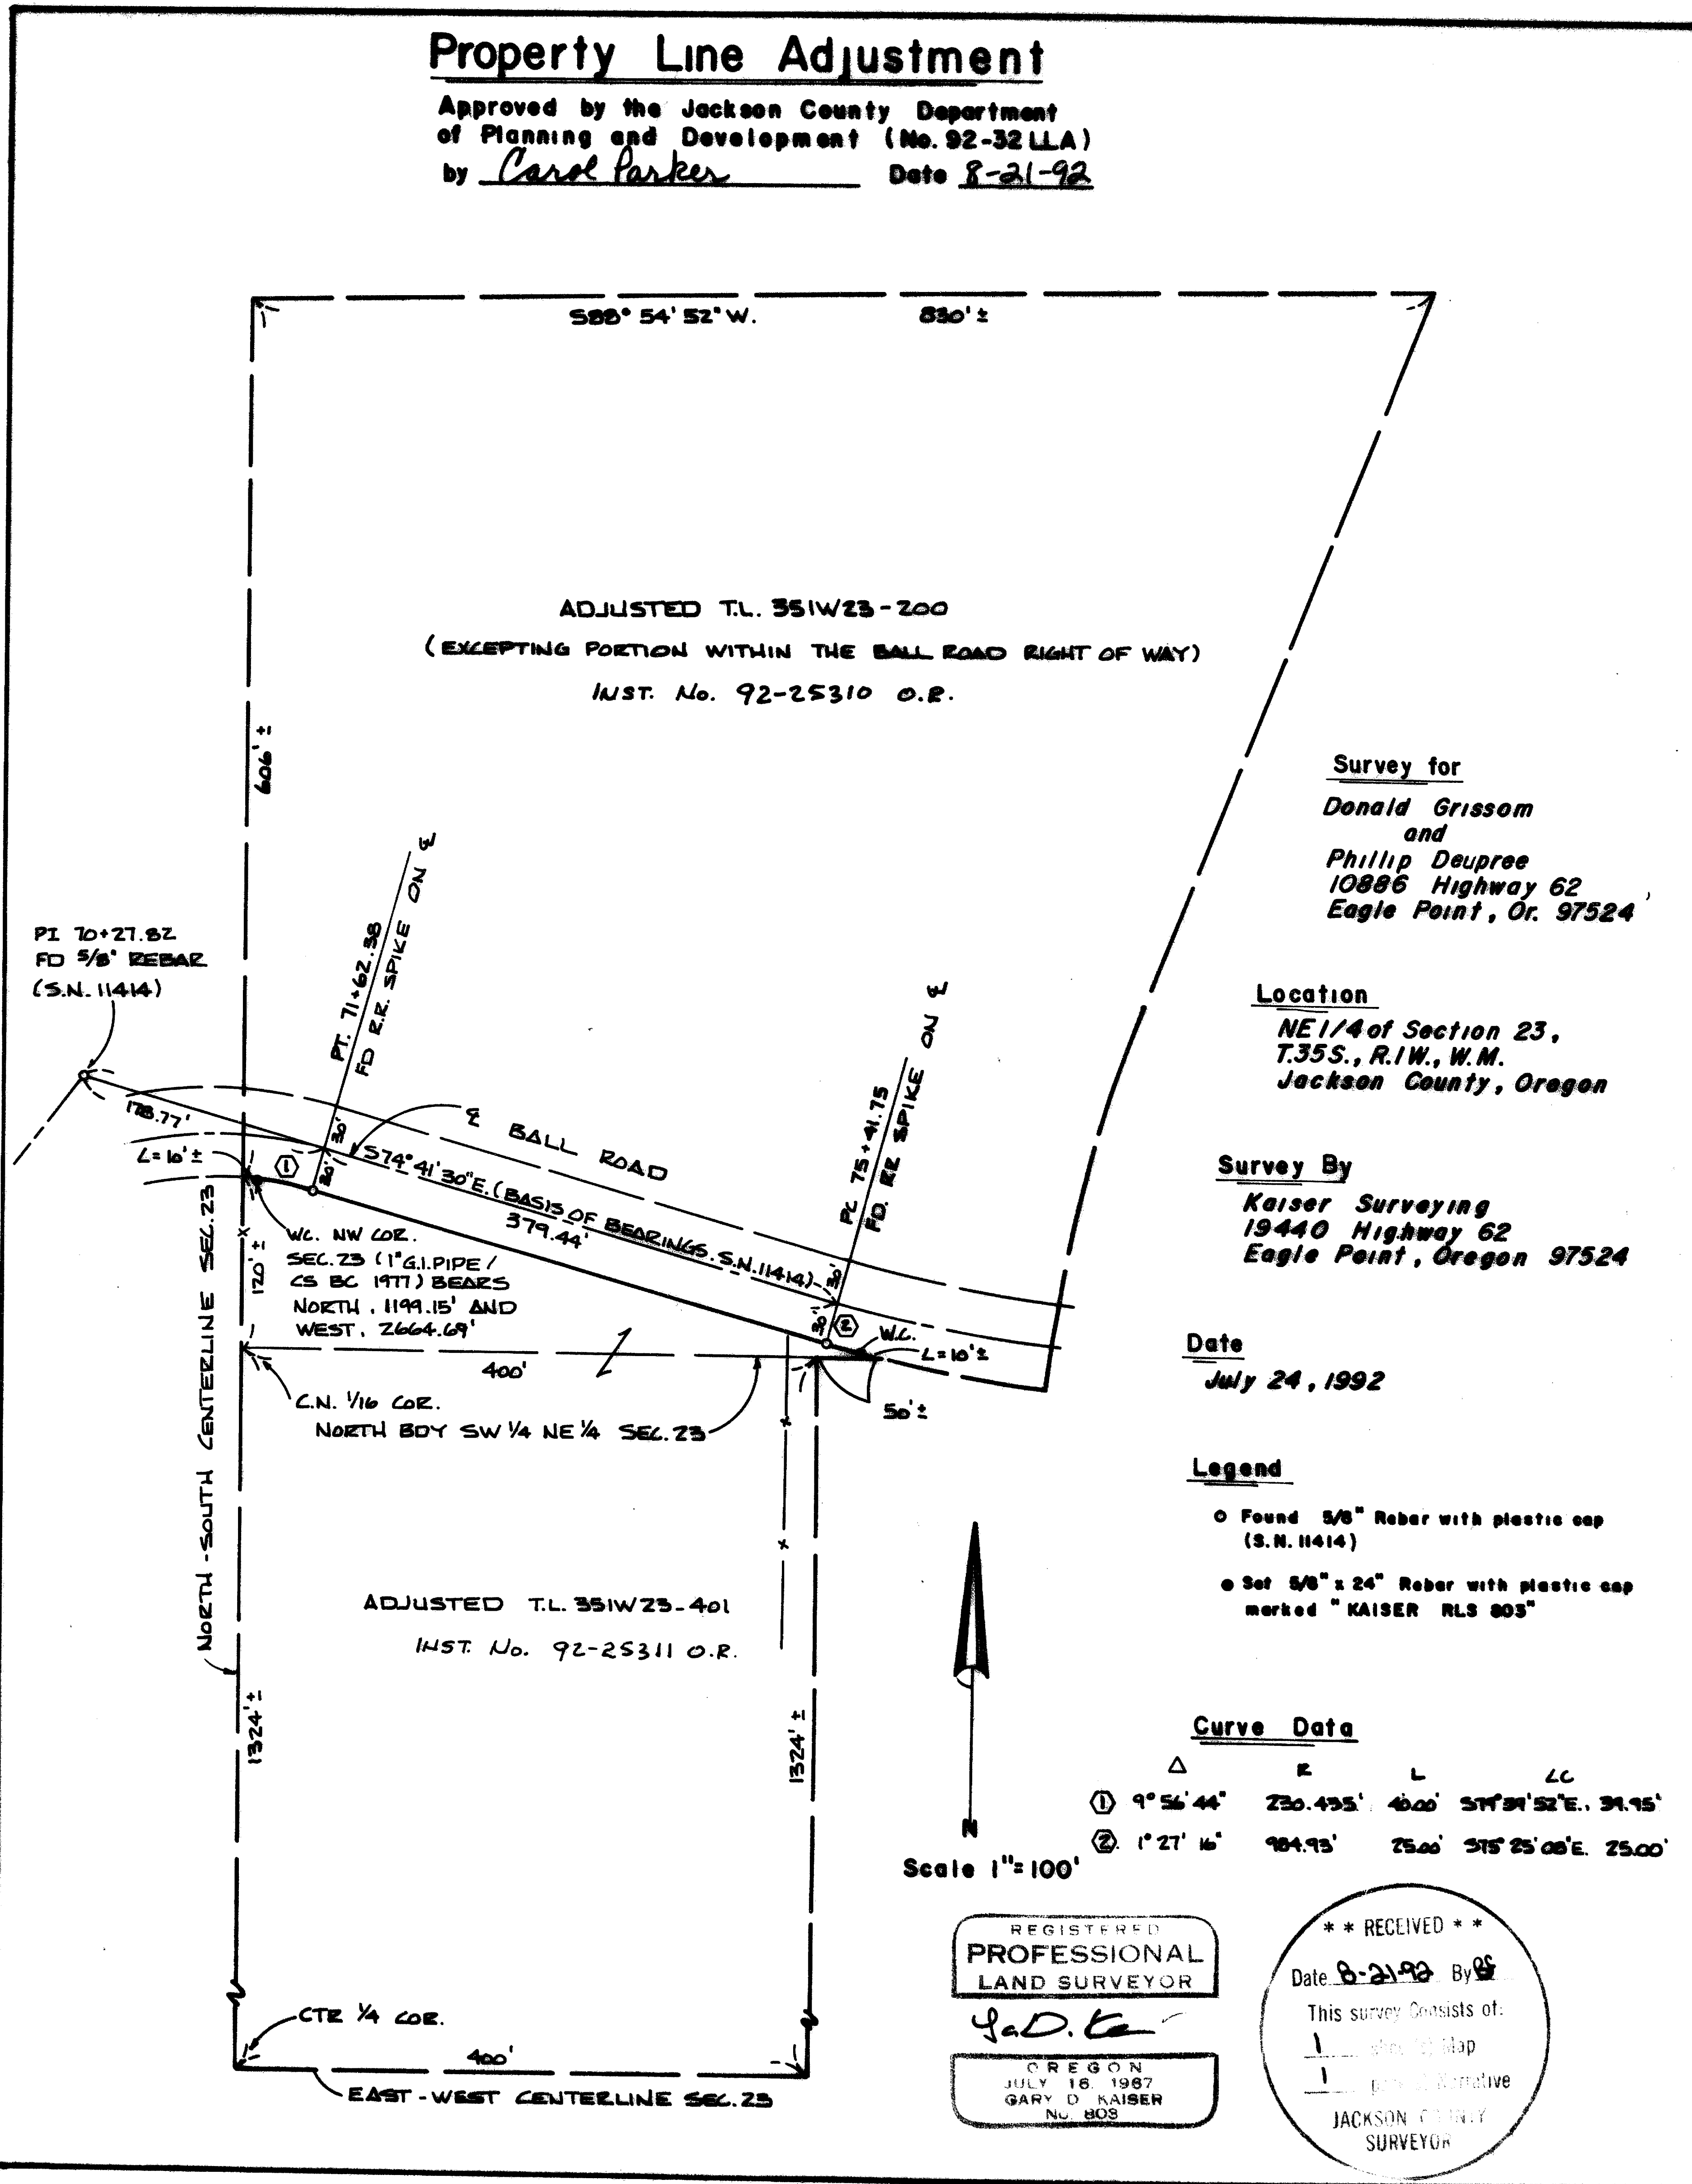 Property Line Adjustment
Approved by the Jackson County Department
of Planning and Development (No. 92-32 LLA)
by Carol Parker Date 8-21-92
S88° 54' 52" W. 830' ±
ADJUSTED T.L. 351W23-200
(EXCEPTING PORTION WITHIN THE BALL ROAD RIGHT OF WAY)
INST. No. 92-25310 O.R.
606' ±
Survey for
Donald Grissom
and
Phillip Deupree
10886 Highway 62
Eagle Point, Or. 97524
PI 70+27.82
FD 5/8" REBAR
(S.N. 11414)
PT. 71+62.38
FD R.R. SPIKE ON ℄
PC 75+41.75
FD. RR SPIKE ON ℄
Location
NE 1/4 of Section 23,
T.35S., R.1W., W.M.
Jackson County, Oregon
178.77'
L=10' ±
1
30'
30'
℄ BALL ROAD
S74° 41' 30" E. (BASIS OF BEARINGS. S.N. 11414)
379.44'
30'
30'
2
W.C.
L=10' ±
50' ±
Survey By
Kaiser Surveying
19440 Highway 62
Eagle Point, Oregon 97524
WC. NW COR.
SEC. 23 (1" G.I. PIPE /
CS BC 1977) BEARS
NORTH, 1199.15' AND
WEST, 2664.69'
120' ±
400'
C.N. 1/16 COR.
NORTH BDY SW 1/4 NE 1/4 SEC. 23
NORTH-SOUTH CENTERLINE SEC. 23
Date
July 24, 1992
Legend
Found 5/8" Rebar with plastic cap
(S.N. 11414)
Set 5/8" x 24" Rebar with plastic cap
marked "KAISER RLS 803"
ADJUSTED T.L. 351W23-401
INST. No. 92-25311 O.R.
1324' ±
1324' ±
N
Scale 1"=100'
Curve Data
Δ R L LC
1 9° 56' 44" 230.435' 40.00' S79° 39' 52" E., 39.95'
2 1° 27' 16" 984.93' 25.00' S75° 25' 08" E. 25.00'
CTR 1/4 COR.
400'
EAST-WEST CENTERLINE SEC. 23
REGISTERED
PROFESSIONAL
LAND SURVEYOR
OREGON
JULY 16, 1967
GARY D. KAISER
No. 803
* * RECEIVED * *
Date 8-21-92 By
This survey Consists of:
1 Map
1 Narrative
JACKSON COUNTY
SURVEYOR